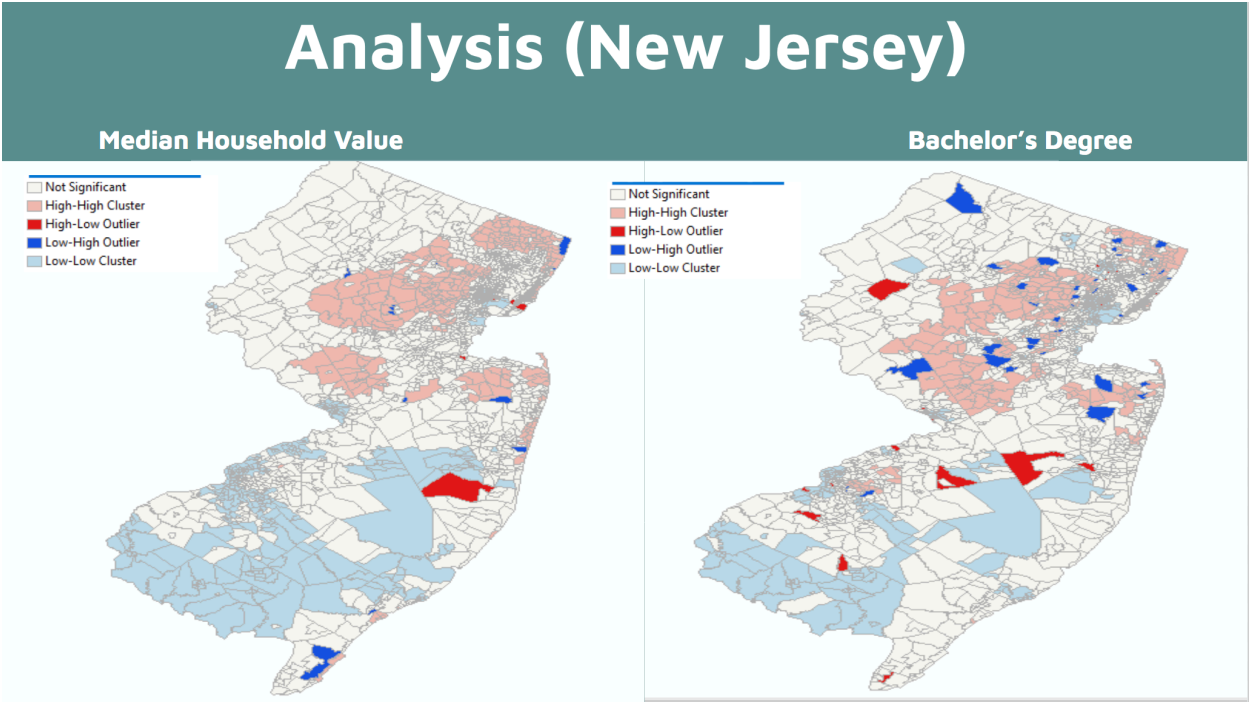 Analysis (New Jersey)
Median Household Value
Bachelor’s Degree
Not Significant
High-High Cluster
High-Low Outlier
Low-High Outlier
Low-Low Cluster
Not Significant
High-High Cluster
High-Low Outlier
Low-High Outlier
Low-Low Cluster